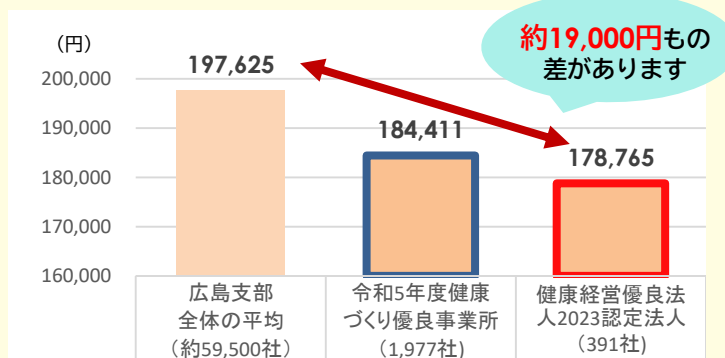 (円)
約19,000円もの
差があります
197,625
184,411
178,765
200,000
190,000
180,000
170,000
160,000
広島支部
全体の平均
(約59,500社)
令和5年度健康
づくり優良事業所
(1,977社)
健康経営優良法
人2023認定法人
(391社)